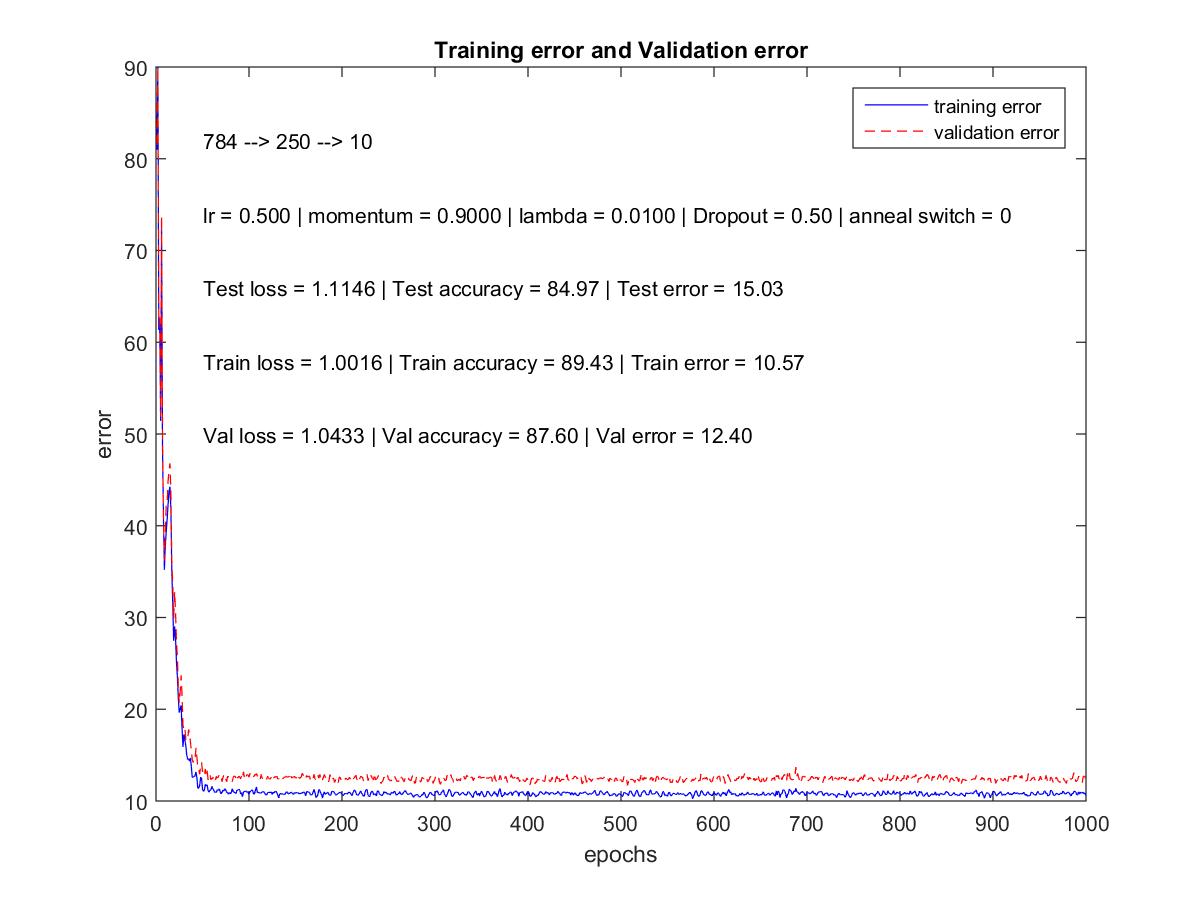 Training error and Validation error
training error
validation error
784 --> 250 --> 10
lr = 0.500 | momentum = 0.9000 | lambda = 0.0100 | Dropout = 0.50 | anneal switch = 0
Test loss = 1.1146 | Test accuracy = 84.97 | Test error = 15.03
Train loss = 1.0016 | Train accuracy = 89.43 | Train error = 10.57
Val loss = 1.0433 | Val accuracy = 87.60 | Val error = 12.40
error
90
80
70
60
50
40
30
20
10
0 100 200 300 400 500 600 700 800 900 1000
epochs